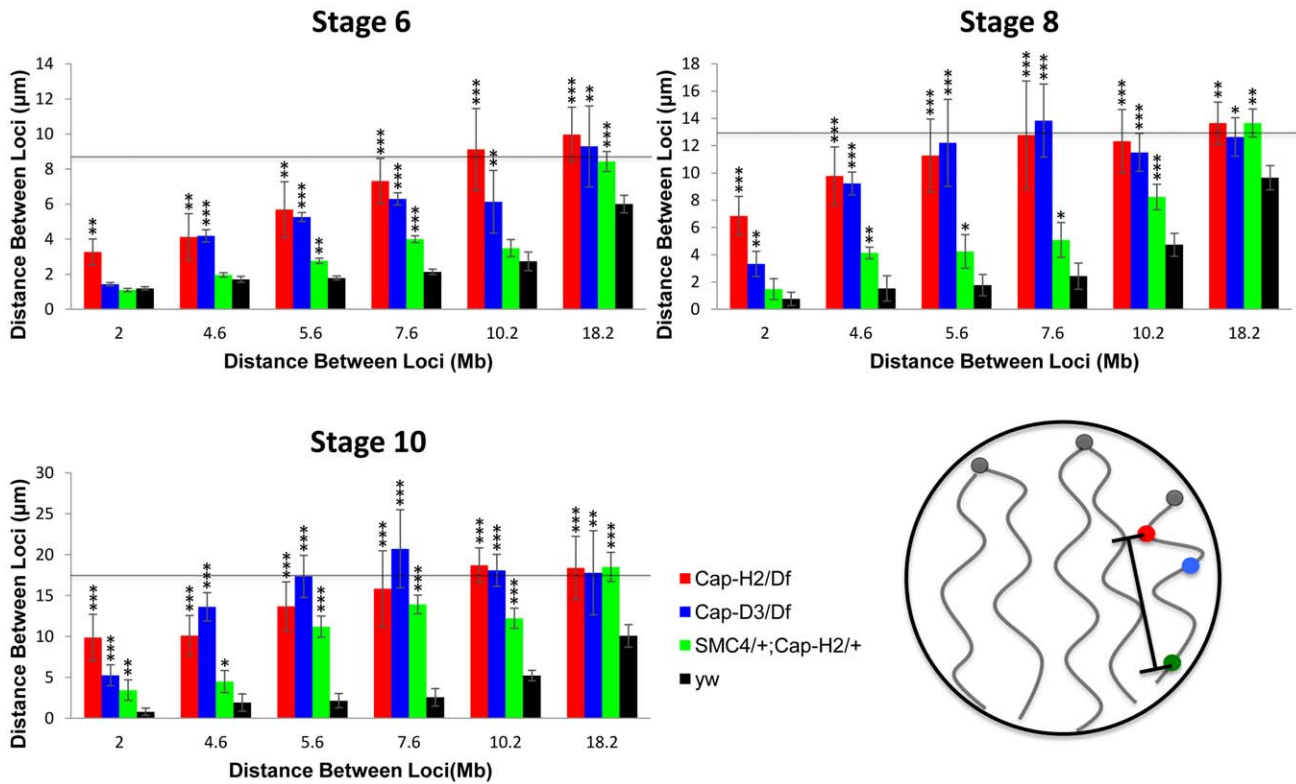 Stage 6
Distance Between Loci (µm)
14
12
10
8
6
4
2
0
** ** *** ** *** ** *** *** *** *** ** *** ** ***
2 4.6 5.6 7.6 10.2 18.2
Distance Between Loci (Mb)
Stage 8
Distance Between Loci (µm)
18
16
14
12
10
8
6
4
2
0
*** ** *** *** ** *** *** * *** *** * *** *** *** ** * **
2 4.6 5.6 7.6 10.2 18.2
Distance Between Loci (Mb)
Stage 10
Distance Between Loci (µm)
30
25
20
15
10
5
0
*** *** ** *** *** * *** *** *** *** *** *** *** *** *** *** ** ***
2 4.6 5.6 7.6 10.2 18.2
Distance Between Loci(Mb)
Cap-H2/Df
Cap-D3/Df
SMC4/+;Cap-H2/+
yw